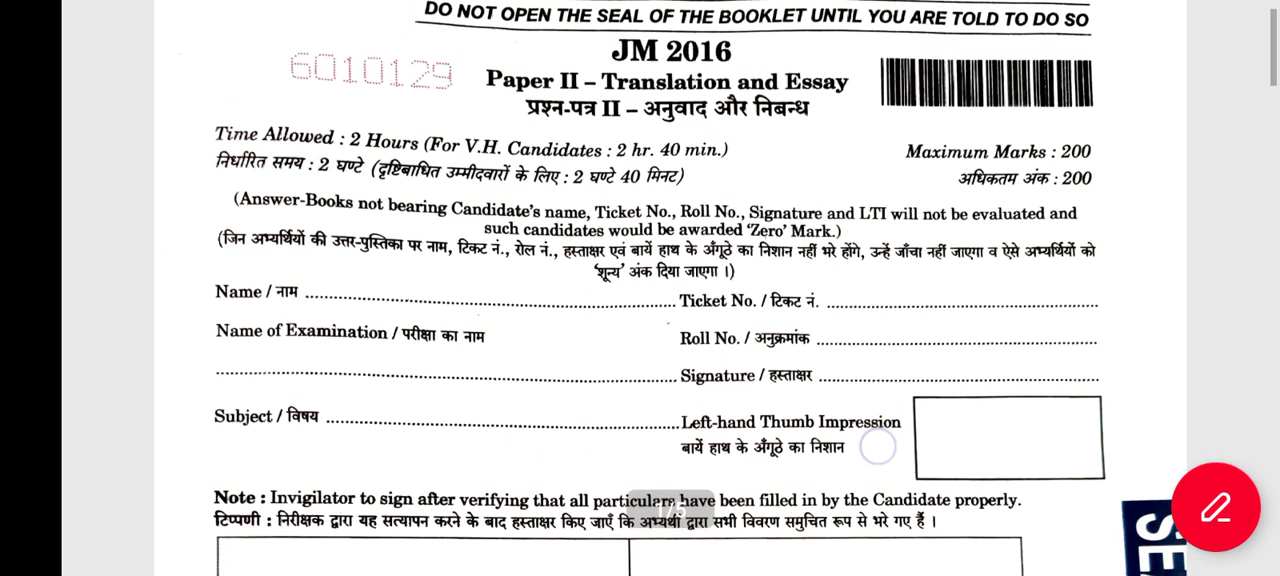 DO NOT OPEN THE SEAL OF THE BOOKLET UNTIL YOU ARE TOLD TO DO SO
JM 2016
6010129
Paper II – Translation and Essay
प्रश्न-पत्र II – अनुवाद और निबन्ध
Time Allowed : 2 Hours (For V.H. Candidates : 2 hr. 40 min.)
Maximum Marks : 200
निर्धारित समय : 2 घण्टे (दृष्टिबाधित उम्मीदवारों के लिए : 2 घण्टे 40 मिनट)
अधिकतम अंक : 200
(Answer-Books not bearing Candidate's name, Ticket No., Roll No., Signature and LTI will not be evaluated and
such candidates would be awarded 'Zero' Mark.)
(जिन अभ्यर्थियों की उत्तर-पुस्तिका पर नाम, टिकट नं., रोल नं., हस्ताक्षर एवं बायें हाथ के अँगूठे का निशान नहीं भरे होंगे, उन्हें जाँचा नहीं जाएगा व ऐसे अभ्यर्थियों को
'शून्य' अंक दिया जाएगा ।)
Name / नाम
Ticket No. / टिकट नं.
Name of Examination / परीक्षा का नाम
Roll No. / अनुक्रमांक
Signature / हस्ताक्षर
Subject / विषय
Left-hand Thumb Impression
बायें हाथ के अँगूठे का निशान
Note : Invigilator to sign after verifying that all particulars have been filled in by the Candidate properly.
1/5
टिप्पणी : निरीक्षक द्वारा यह सत्यापन करने के बाद हस्ताक्षर किए जाएँ कि अभ्यर्थी द्वारा सभी विवरण समुचित रूप से भरे गए हैं ।